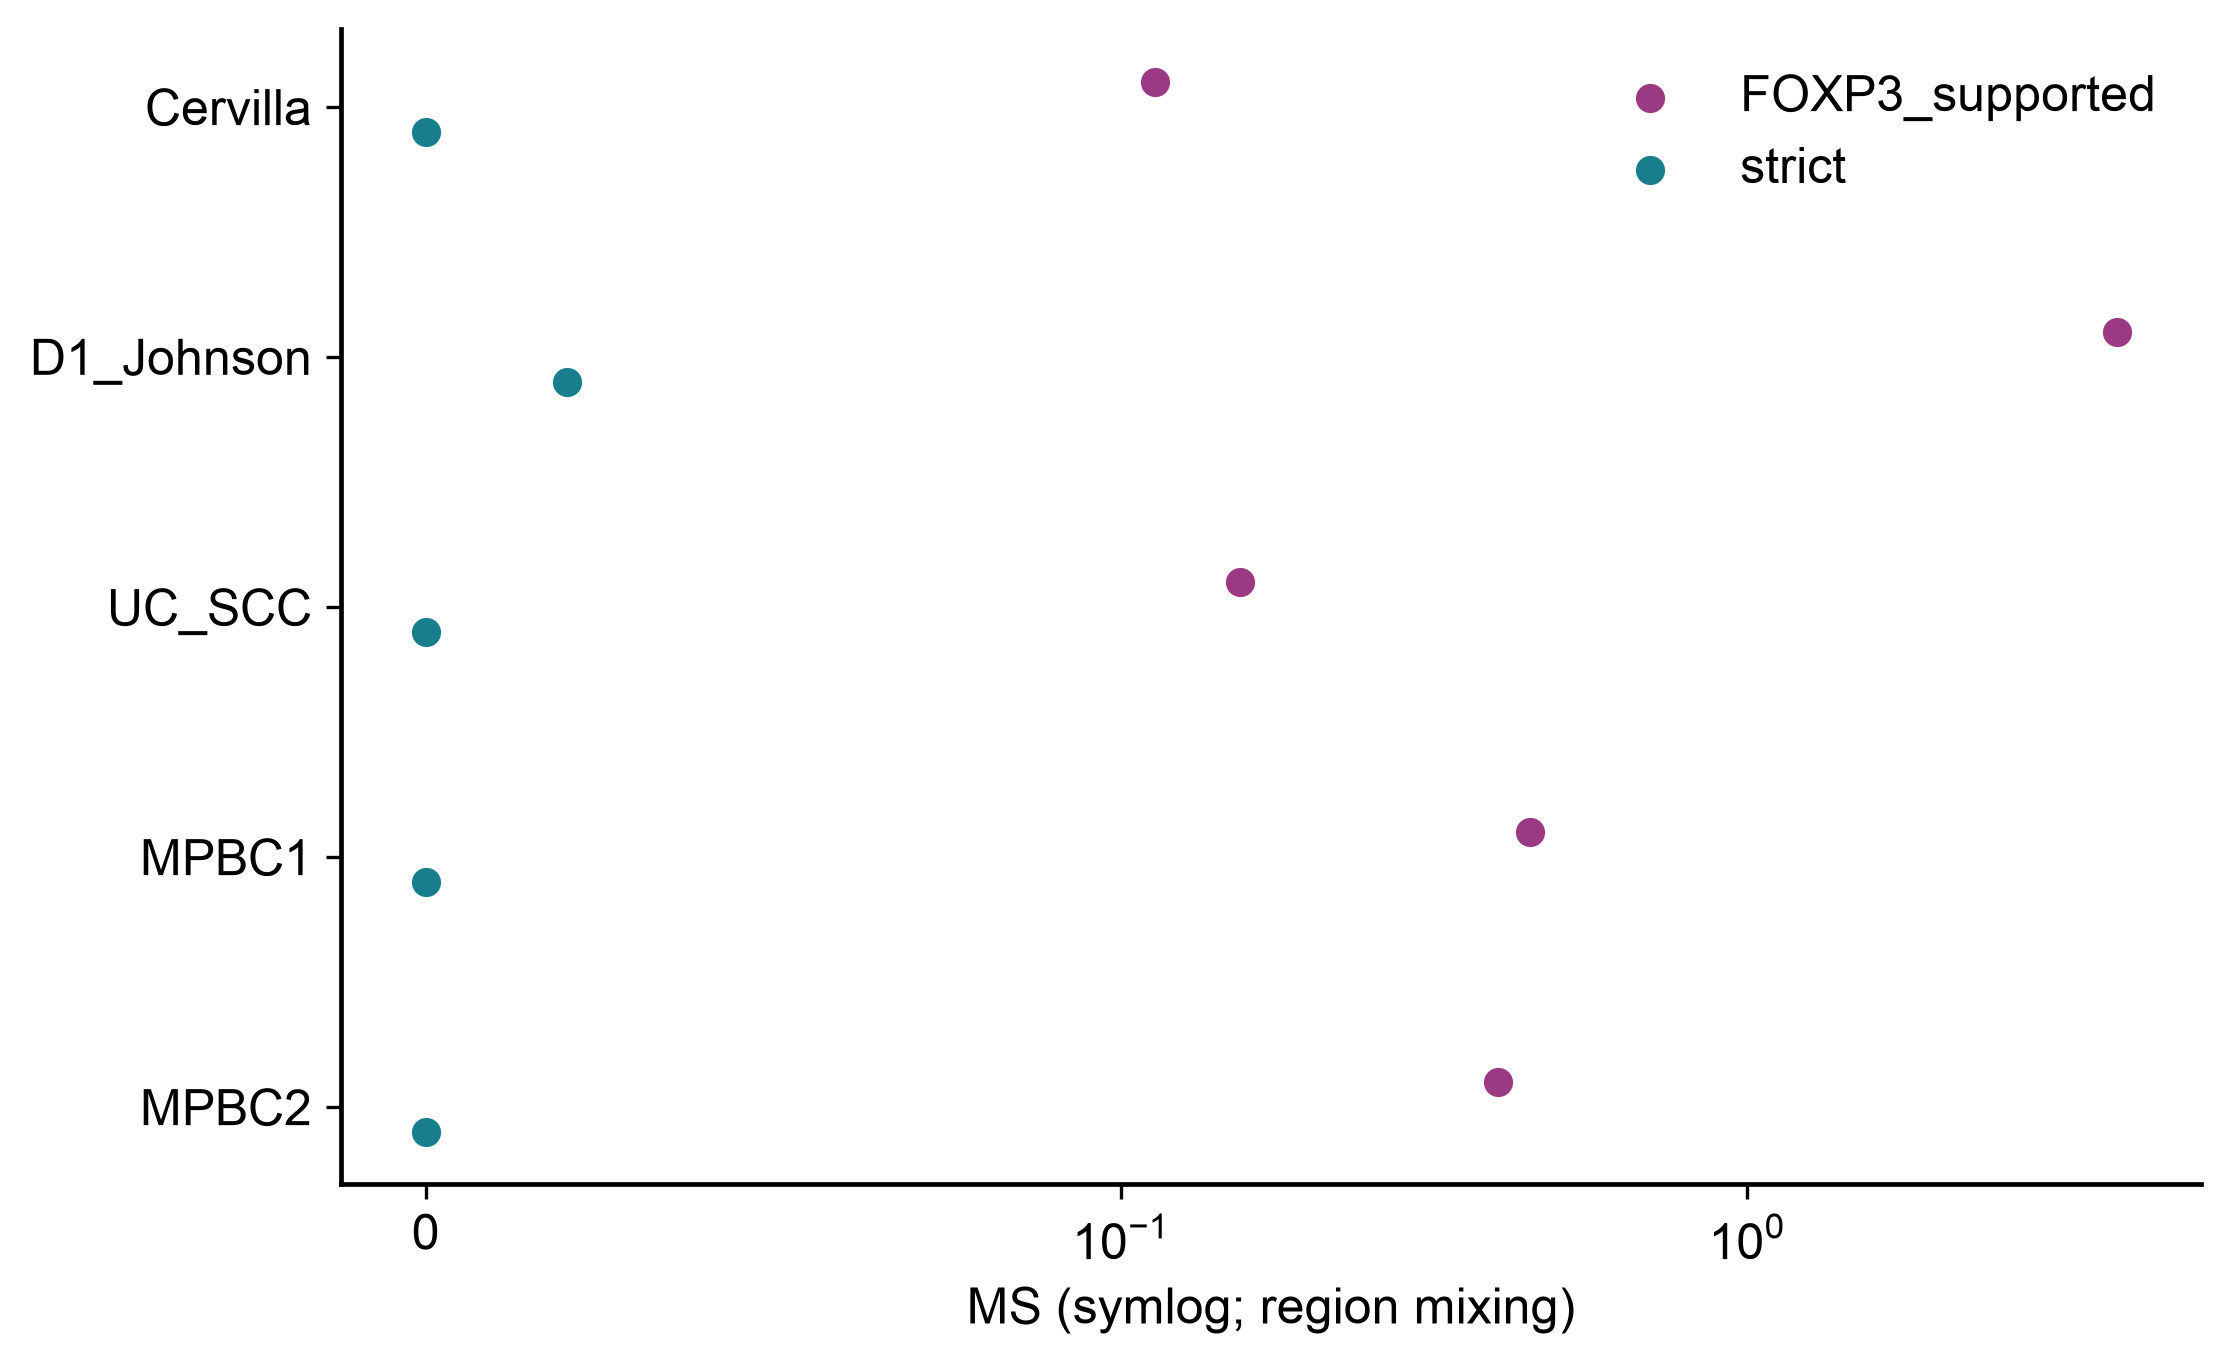 Cervilla
D1_Johnson
UC_SCC
MPBC1
MPBC2
FOXP3_supported
strict
0
10⁻¹
10⁰
MS (symlog; region mixing)